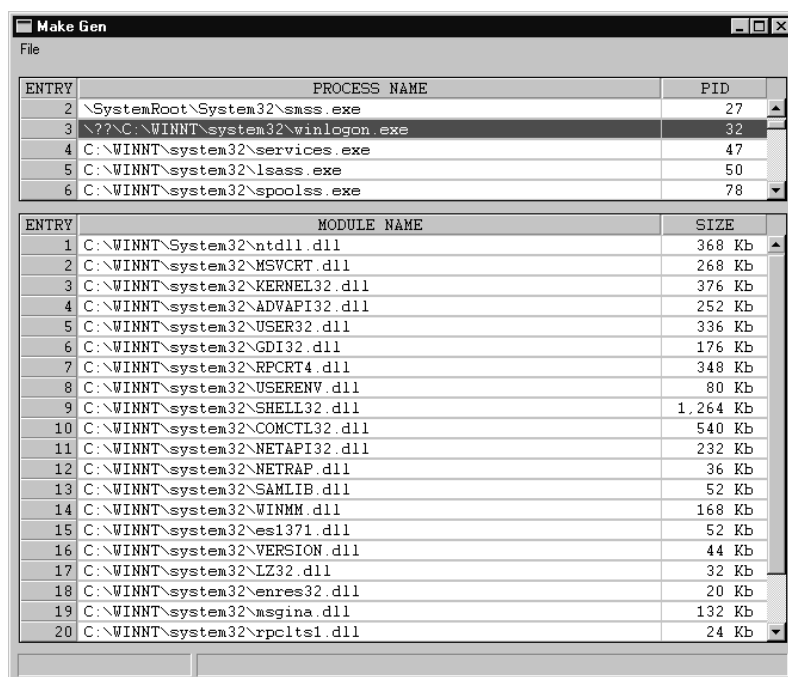 Make Gen
File
ENTRY PROCESS NAME PID
2 \SystemRoot\System32\smss.exe 27
3 \??\C:\WINNT\system32\winlogon.exe 32
4 C:\WINNT\system32\services.exe 47
5 C:\WINNT\system32\lsass.exe 50
6 C:\WINNT\system32\spoolss.exe 78
ENTRY MODULE NAME SIZE
1 C:\WINNT\System32\ntdll.dll 368 Kb
2 C:\WINNT\system32\MSVCRT.dll 268 Kb
3 C:\WINNT\system32\KERNEL32.dll 376 Kb
4 C:\WINNT\system32\ADVAPI32.dll 252 Kb
5 C:\WINNT\system32\USER32.dll 336 Kb
6 C:\WINNT\system32\GDI32.dll 176 Kb
7 C:\WINNT\system32\RPCRT4.dll 348 Kb
8 C:\WINNT\system32\USERENV.dll 80 Kb
9 C:\WINNT\system32\SHELL32.dll 1,264 Kb
10 C:\WINNT\system32\COMCTL32.dll 540 Kb
11 C:\WINNT\system32\NETAPI32.dll 232 Kb
12 C:\WINNT\system32\NETRAP.dll 36 Kb
13 C:\WINNT\system32\SAMLIB.dll 52 Kb
14 C:\WINNT\system32\WINMM.dll 168 Kb
15 C:\WINNT\system32\es1371.dll 52 Kb
16 C:\WINNT\system32\VERSION.dll 44 Kb
17 C:\WINNT\system32\LZ32.dll 32 Kb
18 C:\WINNT\system32\enres32.dll 20 Kb
19 C:\WINNT\system32\msgina.dll 132 Kb
20 C:\WINNT\system32\rpclts1.dll 24 Kb